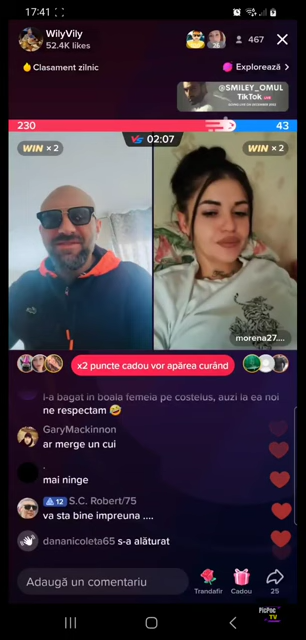 17:41
WilyVily
52.4K likes
467
Clasament zilnic
Explorează >
@SMILEY_OMUL
TikTok
230
43
WIN × 2
VS 02:07
WIN × 2
morena27....
x2 puncte cadou vor apărea curând
l-a bagat in boala femeia pe costelus, auzi la ea noi
ne respectam 🤣
GaryMackinnon
ar merge un cui
.
mai ninge
12 S.C. Robert/75
va sta bine impreuna ....
dananicoleta65 s-a alăturat
Adaugă un comentariu
Trandafir
Cadou
25
PicPoc
TV